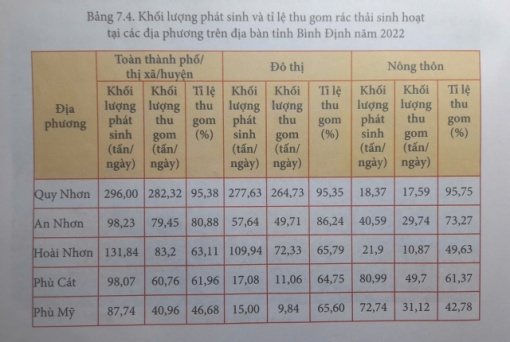 Bảng 7.4. Khối lượng phát sinh và tỉ lệ thu gom rác thải sinh hoạt
tại các địa phương trên địa bàn tỉnh Bình Định năm 2022
Địa phương
Toàn thành phố/ thị xã/huyện
Đô thị
Nông thôn
Khối lượng phát sinh (tấn/ngày) Khối lượng thu gom (tấn/ngày) Tỉ lệ thu gom (%) Khối lượng phát sinh (tấn/ngày) Khối lượng thu gom (tấn/ngày) Tỉ lệ thu gom (%) Khối lượng phát sinh (tấn/ngày) Khối lượng thu gom (tấn/ngày) Tỉ lệ thu gom (%)
Quy Nhơn 296,00 282,32 95,38 277,63 264,73 95,35 18,37 17,59 95,75
An Nhơn 98,23 79,45 80,88 57,64 49,71 86,24 40,59 29,74 73,27
Hoài Nhơn 131,84 83,2 63,11 109,94 72,33 65,79 21,9 10,87 49,63
Phù Cát 98,07 60,76 61,96 17,08 11,06 64,75 80,99 49,7 61,37
Phù Mỹ 87,74 40,96 46,68 15,00 9,84 65,60 72,74 31,12 42,78